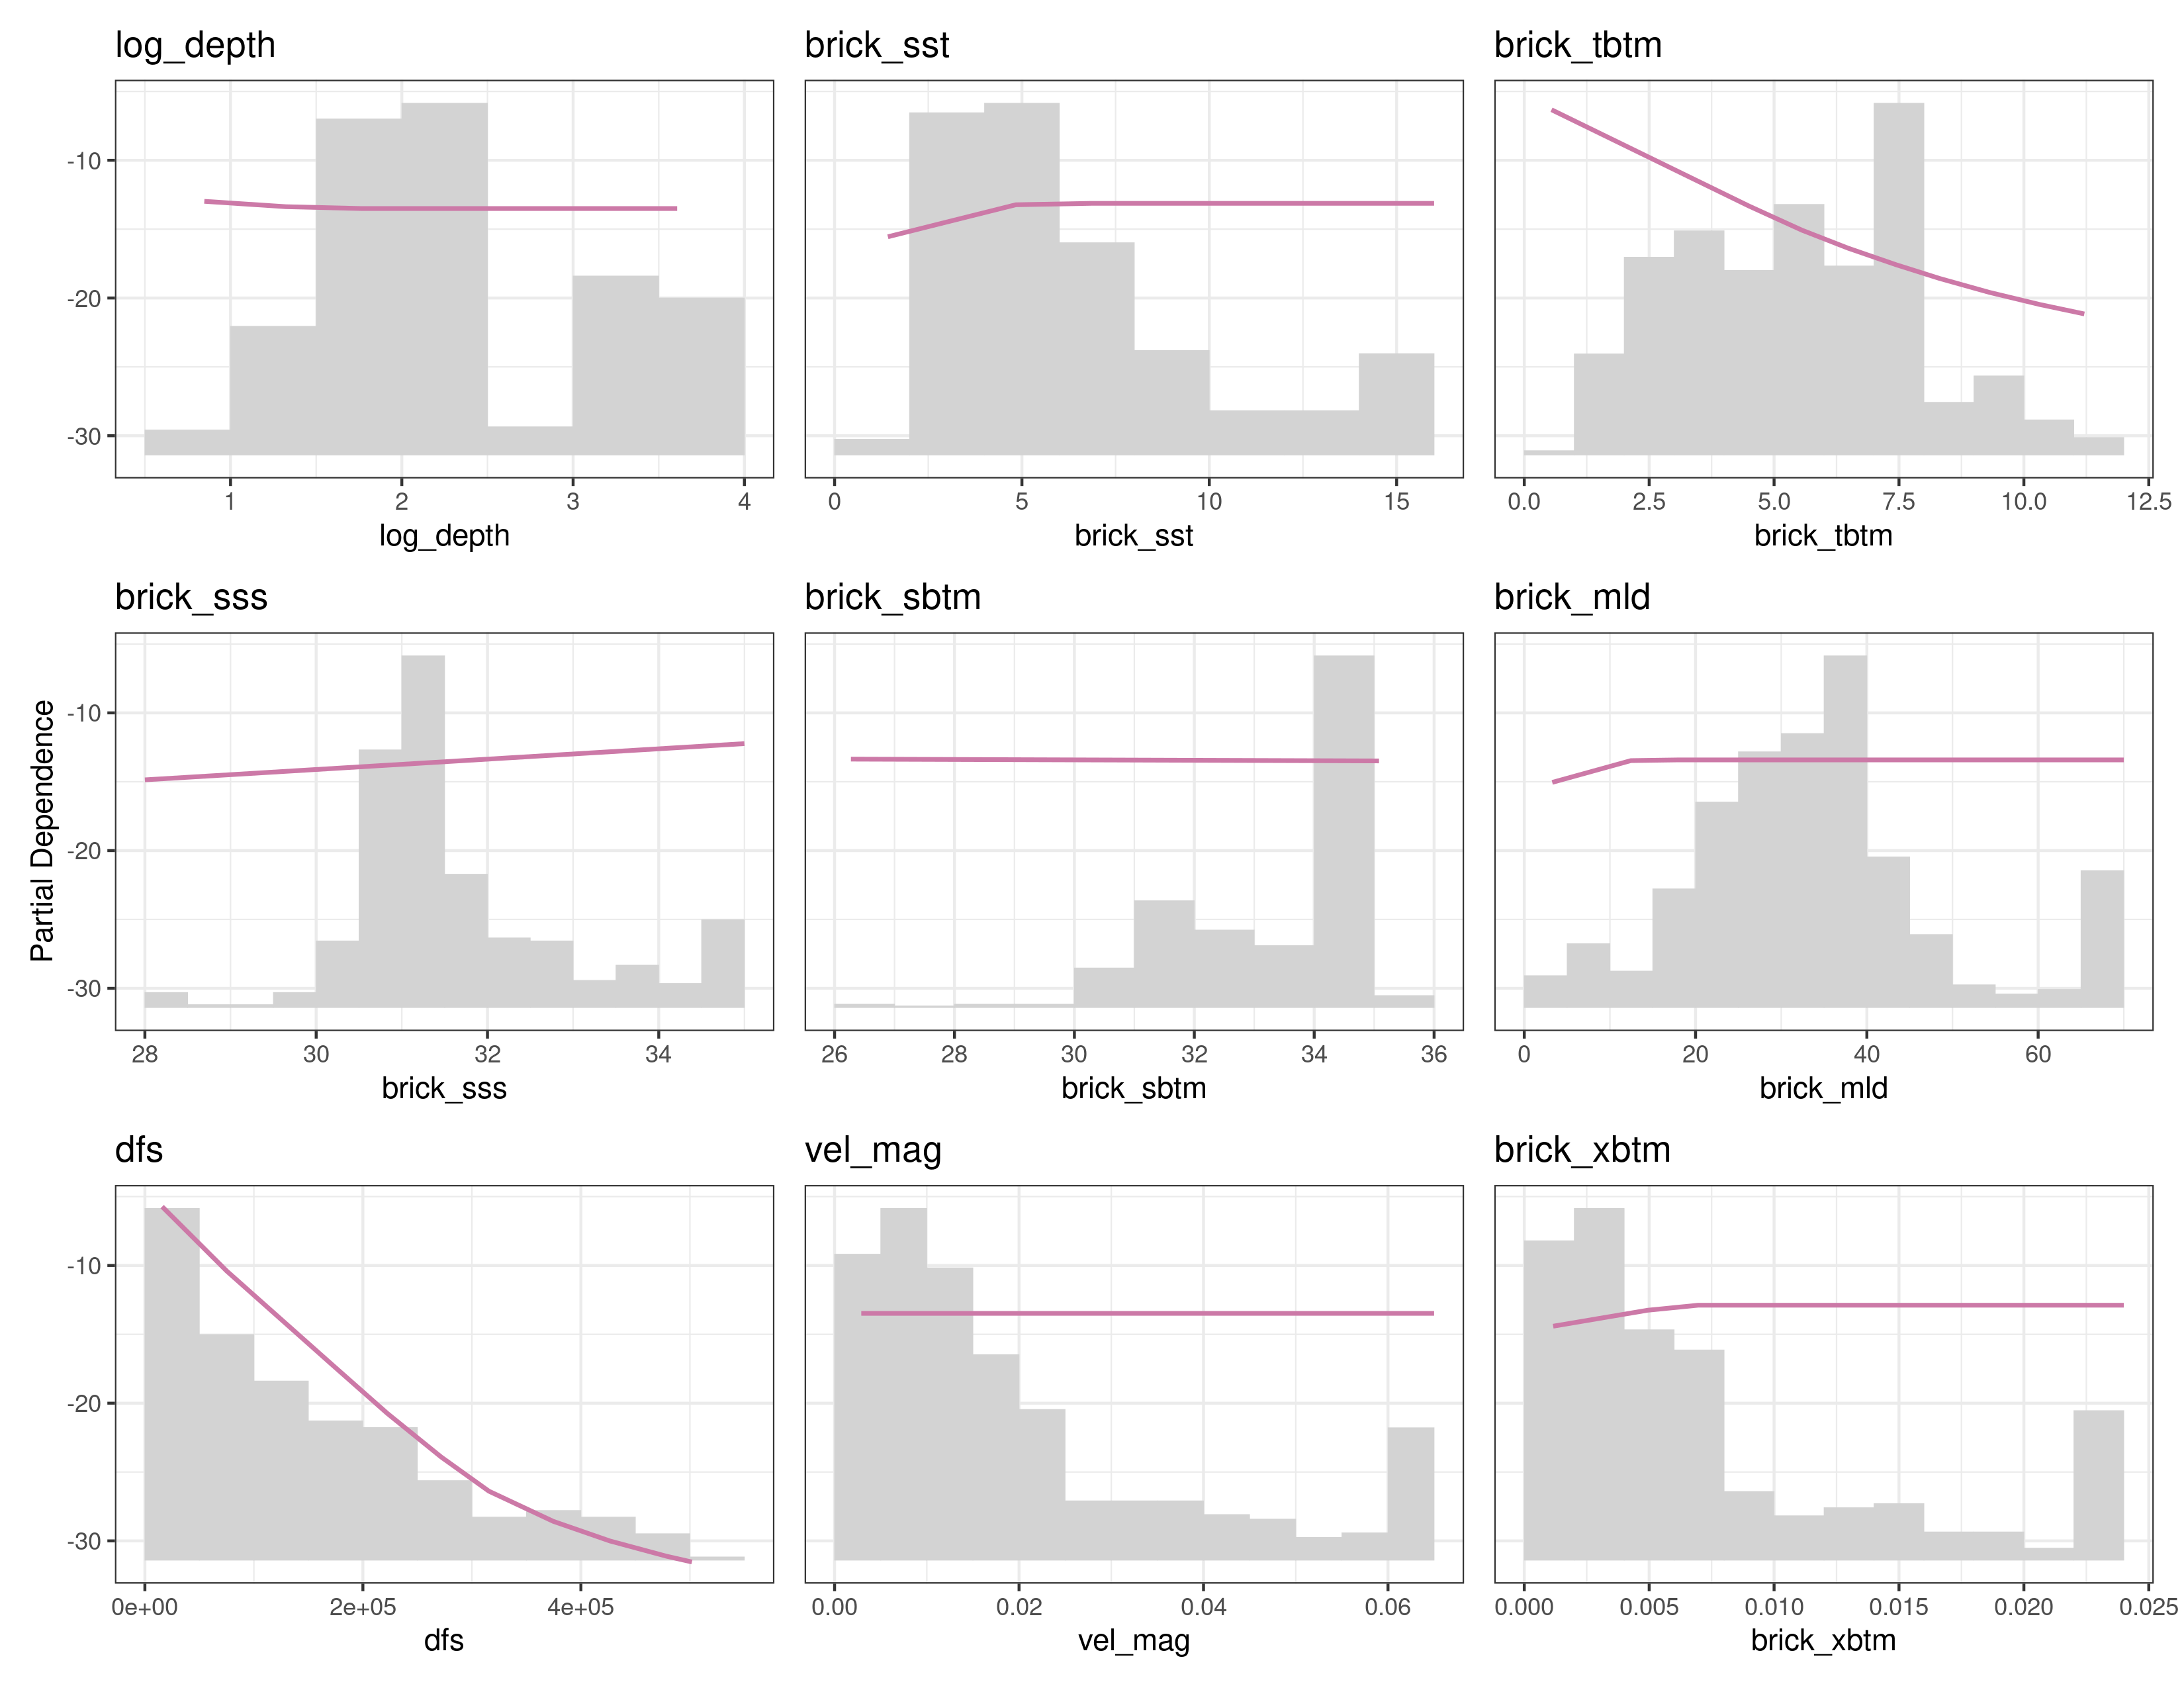 log_depth
brick_sst
brick_tbtm
-10
-20
-30
1 2 3 4
0 5 10 15
0.0 2.5 5.0 7.5 10.0 12.5
log_depth
brick_sst
brick_tbtm
brick_sss
brick_sbtm
brick_mld
Partial Dependence
-10
-20
-30
28 30 32 34
26 28 30 32 34 36
0 20 40 60
brick_sss
brick_sbtm
brick_mld
dfs
vel_mag
brick_xbtm
-10
-20
-30
0e+00 2e+05 4e+05
0.00 0.02 0.04 0.06
0.000 0.005 0.010 0.015 0.020 0.025
dfs
vel_mag
brick_xbtm